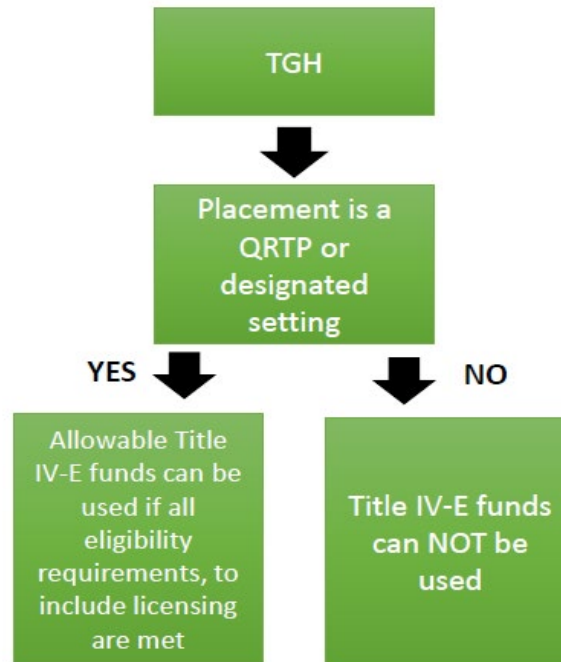 TGH
Placement is a
QRTP or
designated
setting
YES
NO
Allowable Title
IV-E funds can be
used if all
eligibility
requirements, to
include licensing
are met
Title IV-E funds
can NOT be
used